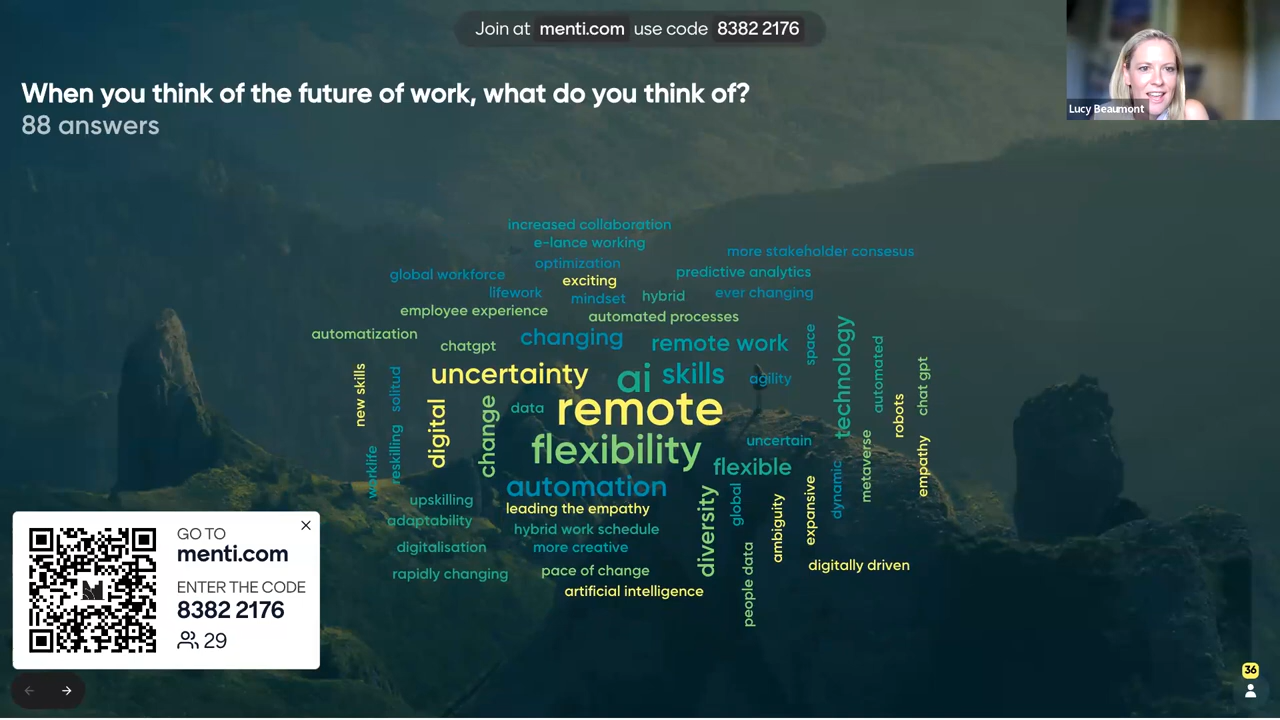 Join at menti.com use code 8382 2176
Lucy Beaumont
When you think of the future of work, what do you think of?
88 answers
increased collaboration
e-lance working
more stakeholder consesus
optimization
global workforce
predictive analytics
exciting
lifework
mindset
hybrid
ever changing
employee experience
automated processes
automatization
chatgpt
changing
remote work
space
technology
automated
chat gpt
new skills
solitud
uncertainty
ai
skills
agility
digital
change
data
remote
robots
worklife
reskilling
flexibility
uncertain
metaverse
empathy
flexible
dynamic
automation
upskilling
leading the empathy
diversity
global
ambiguity
expansive
adaptability
hybrid work schedule
digitalisation
more creative
people data
digitally driven
rapidly changing
pace of change
artificial intelligence
GO TO
menti.com
ENTER THE CODE
8382 2176
29
36